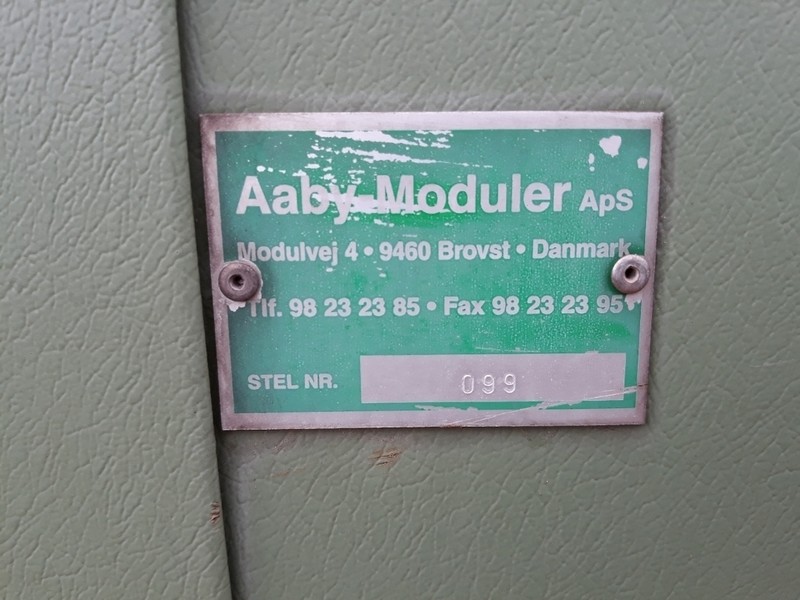 Aaby-Moduler ApS
Modulvej 4 • 9460 Brovst • Danmark
Tlf. 98 23 23 85 • Fax 98 23 23 95
STEL NR. 099